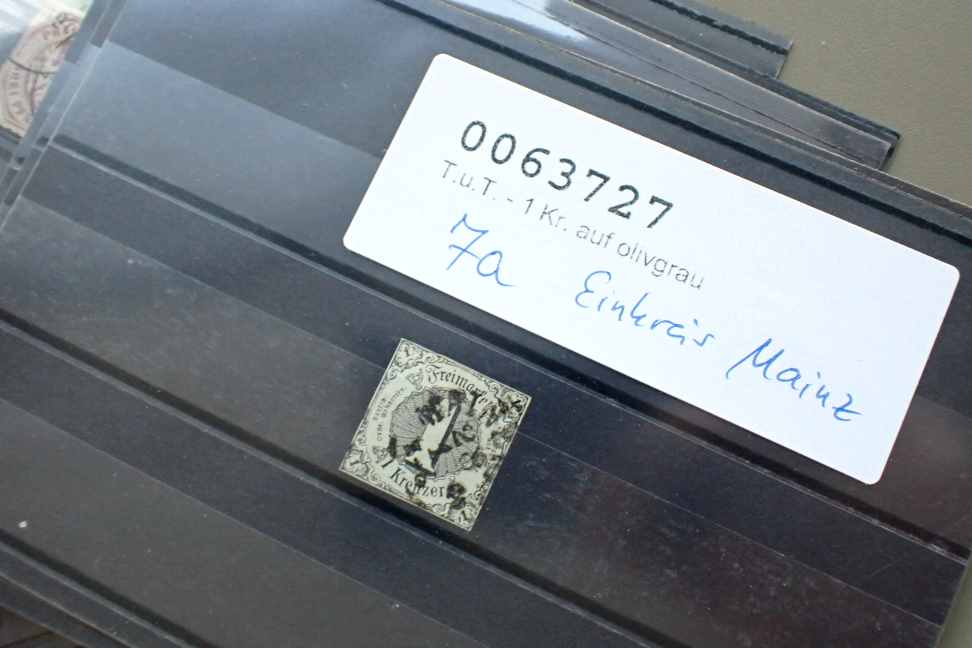 0063727
T.u.T. - 1 Kr. auf olivgrau
7a Einkreis Mainz
Freimarke
1 Kreuzer